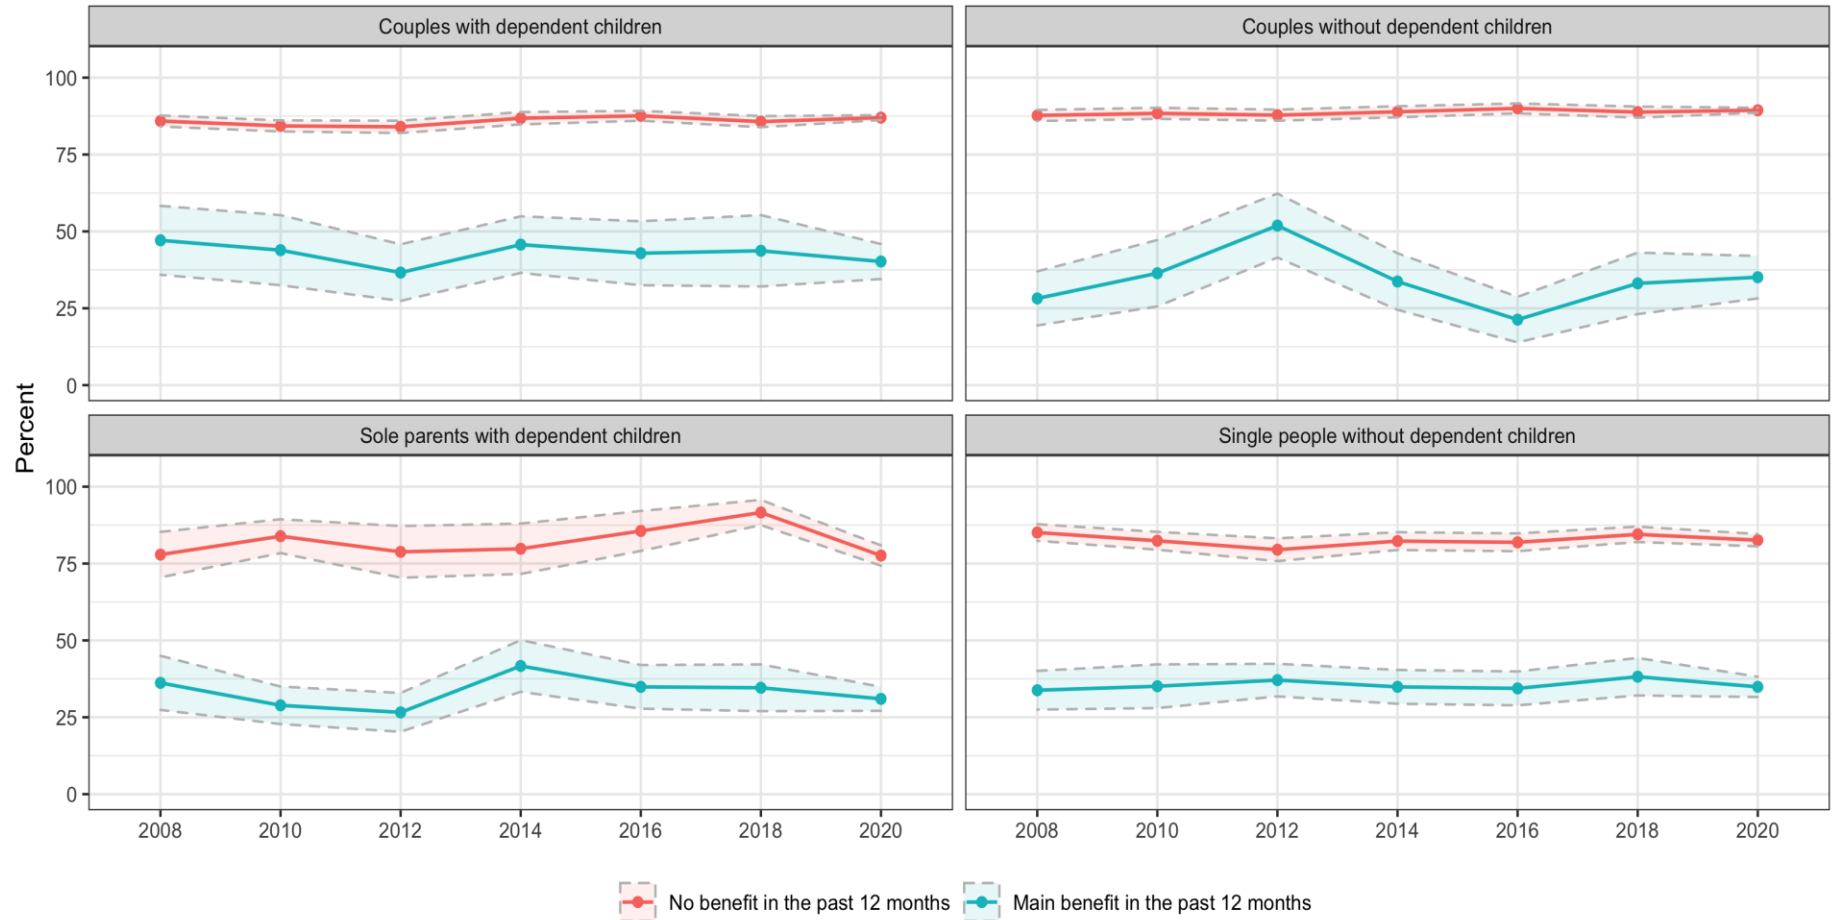 Couples with dependent children
Couples without dependent children
100
75
50
25
0
Percent
Sole parents with dependent children
Single people without dependent children
100
75
50
25
0
2008 2010 2012 2014 2016 2018 2020
2008 2010 2012 2014 2016 2018 2020
No benefit in the past 12 months Main benefit in the past 12 months